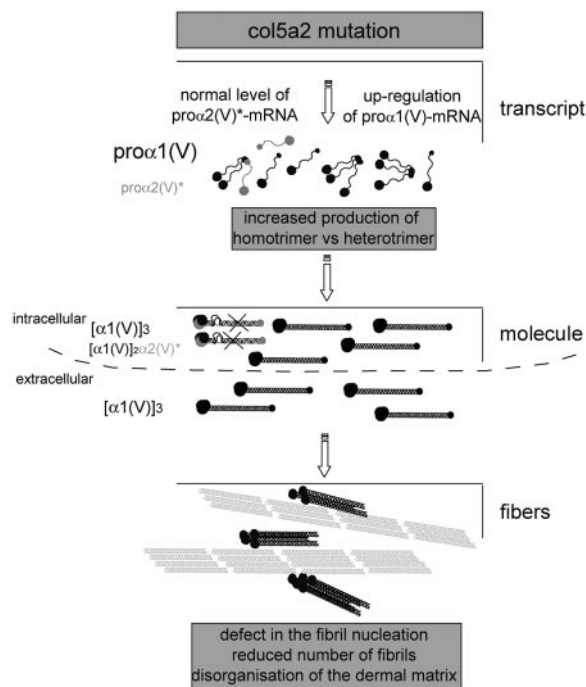 col5a2 mutation
normal level of
proα2(V)*-mRNA
up-regulation
of proα1(V)-mRNA
transcript
proα1(V)
proα2(V)*
increased production of
homotrimer vs heterotrimer
intracellular
[α1(V)]3
[α1(V)]2α2(V)*
molecule
extracellular
[α1(V)]3
fibers
defect in the fibril nucleation
reduced number of fibrils
disorganisation of the dermal matrix